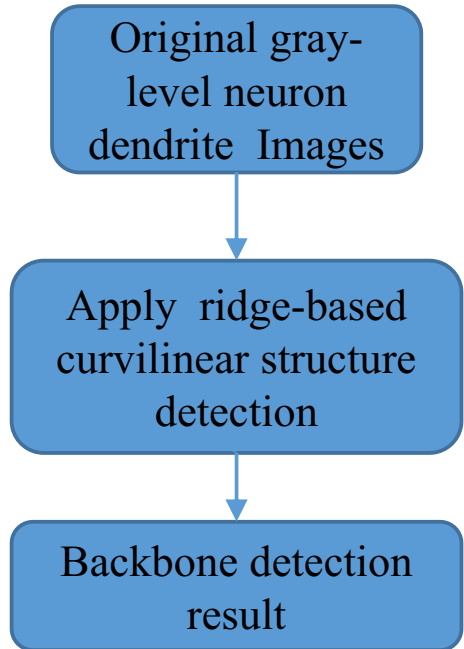 Original gray-
level neuron
dendrite Images
Apply ridge-based
curvilinear structure
detection
Backbone detection
result